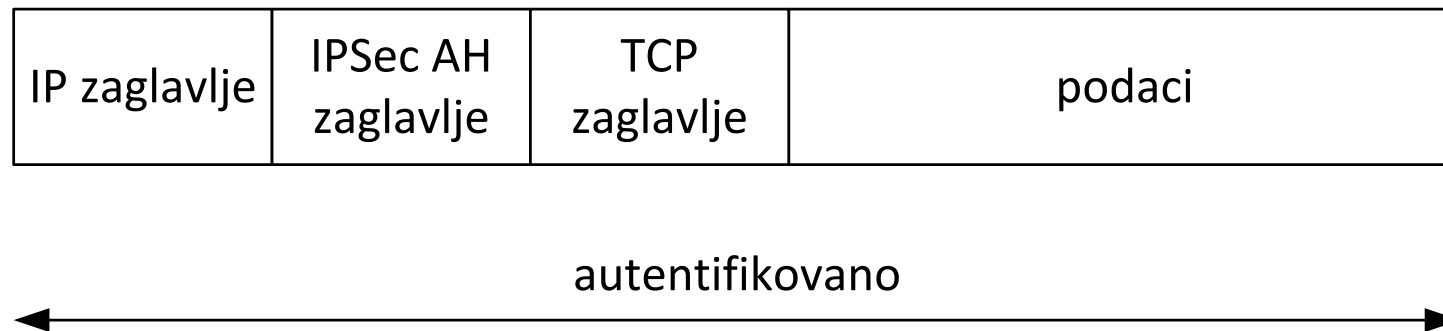 IP zaglavlje
IPSec AH
zaglavlje
TCP
zaglavlje
podaci
autentifikovano